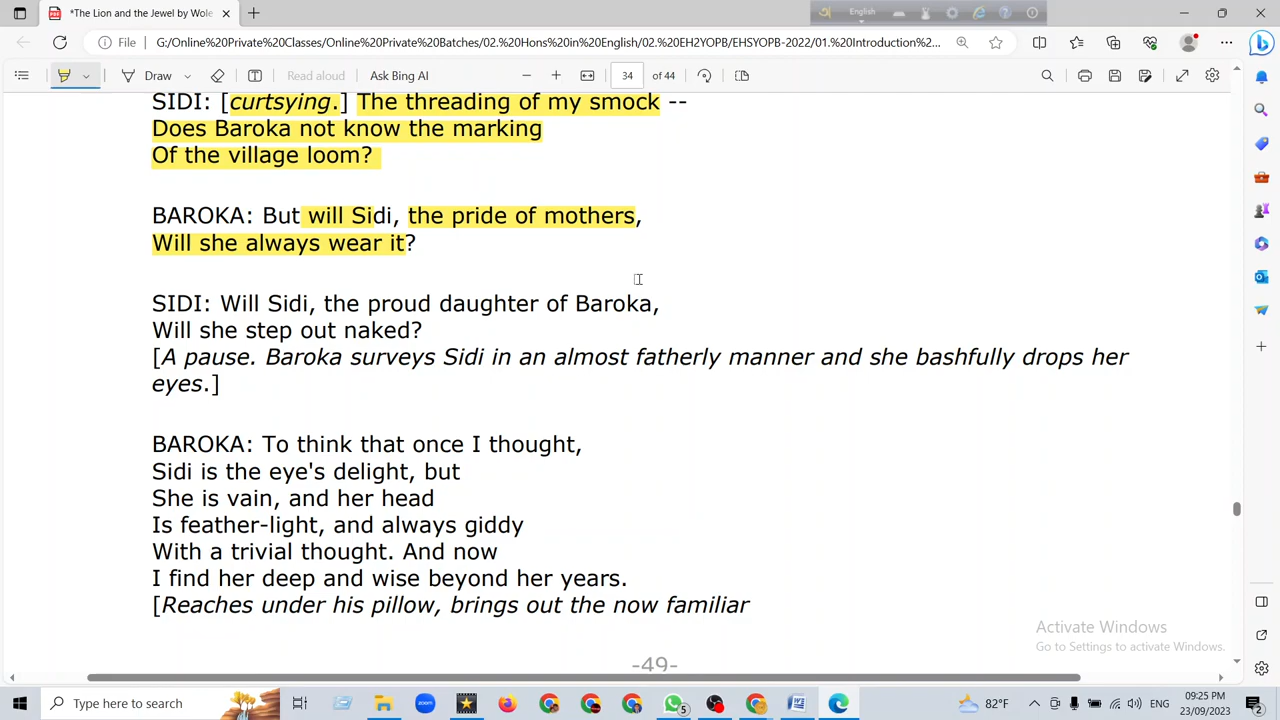 *The Lion and the Jewel by Wole
English
File
G:/Online%20Private%20Classes/Online%20Private%20Batches/02.%20Hons%20in%20English/02.%20EH2YOPB/EHSYOPB-2022/01.%20Introduction%...
Draw
Read aloud
Ask Bing AI
34
of 44
SIDI: [curtsying.] The threading of my smock --
Does Baroka not know the marking
Of the village loom?
BAROKA: But will Sidi, the pride of mothers,
Will she always wear it?
SIDI: Will Sidi, the proud daughter of Baroka,
Will she step out naked?
[A pause. Baroka surveys Sidi in an almost fatherly manner and she bashfully drops her
eyes.]
BAROKA: To think that once I thought,
Sidi is the eye's delight, but
She is vain, and her head
Is feather-light, and always giddy
With a trivial thought. And now
I find her deep and wise beyond her years.
[Reaches under his pillow, brings out the now familiar
-49-
Activate Windows
Go to Settings to activate Windows.
Type here to search
zoom
5
82°F
09:25 PM
23/09/2023
2